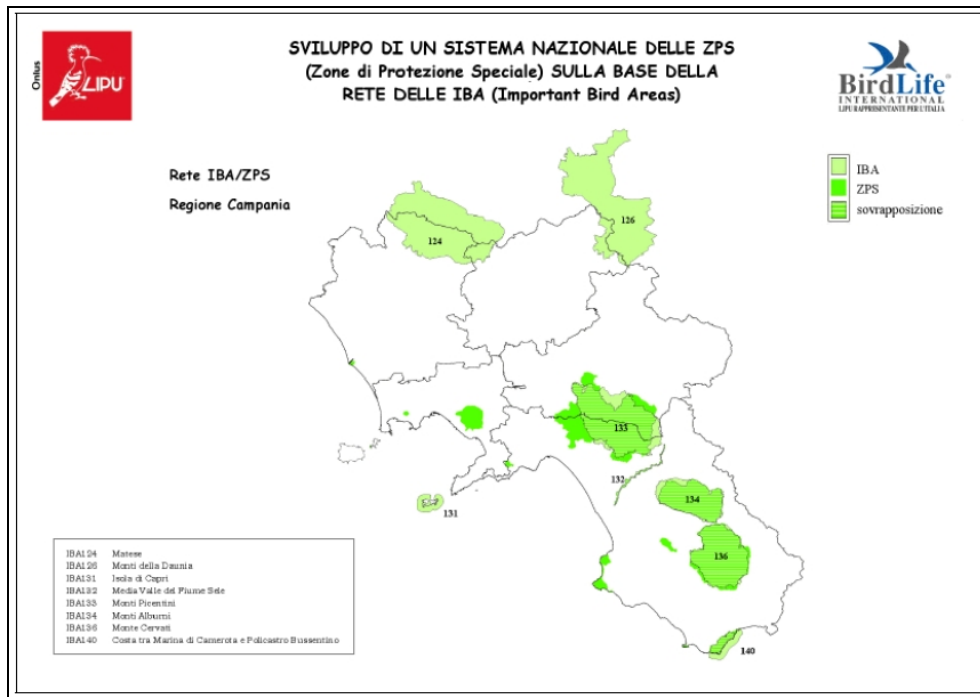 Onlus
LIPU
SVILUPPO DI UN SISTEMA NAZIONALE DELLE ZPS
(Zone di Protezione Speciale) SULLA BASE DELLA
RETE DELLE IBA (Important Bird Areas)
BirdLife
INTERNATIONAL
LIPU RAPPRESENTANTE PER L'ITALIA
Rete IBA/ZPS
Regione Campania
IBA
ZPS
sovrapposizione
126
124
133
132
134
131
136
140
IBA124 Matese
IBA126 Monti della Daunia
IBA131 Isola di Capri
IBA132 Media Valle del Fiume Sele
IBA133 Monti Picentini
IBA134 Monti Alburni
IBA136 Monte Cervati
IBA140 Costa tra Marina di Camerota e Policastro Bussentino